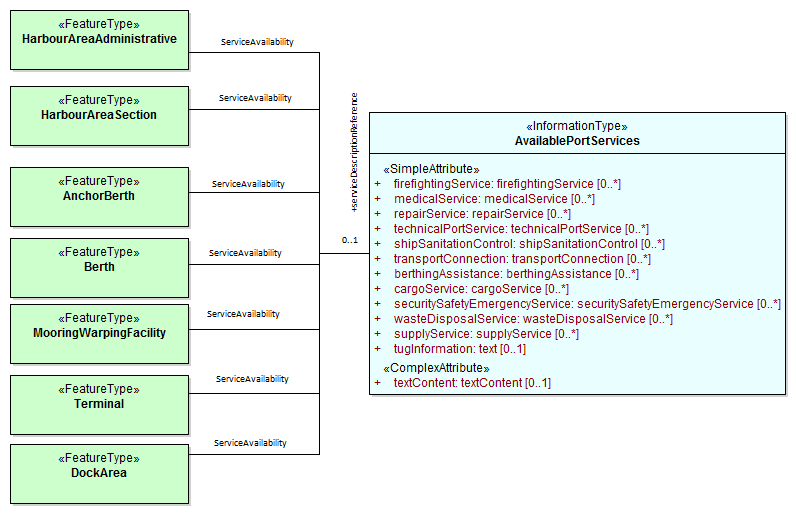 «FeatureType»
HarbourAreaAdministrative
ServiceAvailability
«FeatureType»
HarbourAreaSection
ServiceAvailability
«FeatureType»
AnchorBerth
ServiceAvailability
«FeatureType»
Berth
ServiceAvailability
«FeatureType»
MooringWarpingFacility
ServiceAvailability
«FeatureType»
Terminal
ServiceAvailability
«FeatureType»
DockArea
ServiceAvailability
+serviceDescriptionReference
0..1
«InformationType»
AvailablePortServices
«SimpleAttribute»
+ firefightingService: firefightingService [0..*]
+ medicalService: medicalService [0..*]
+ repairService: repairService [0..*]
+ technicalPortService: technicalPortService [0..*]
+ shipSanitationControl: shipSanitationControl [0..*]
+ transportConnection: transportConnection [0..*]
+ berthingAssistance: berthingAssistance [0..*]
+ cargoService: cargoService [0..*]
+ securitySafetyEmergencyService: securitySafetyEmergencyService [0..*]
+ wasteDisposalService: wasteDisposalService [0..*]
+ supplyService: supplyService [0..*]
+ tugInformation: text [0..1]
«ComplexAttribute»
+ textContent: textContent [0..1]